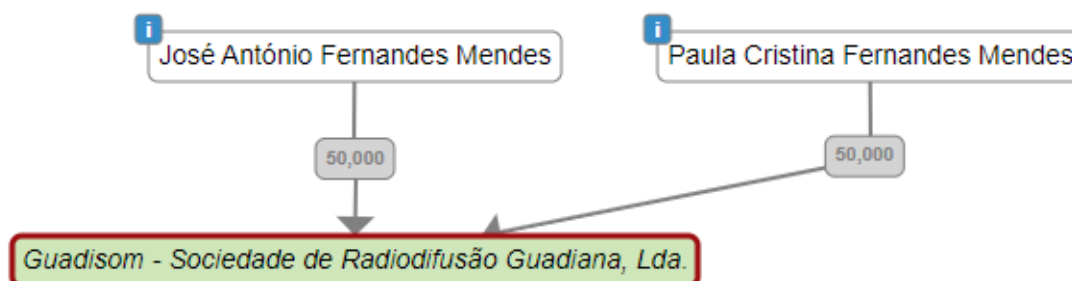 i
José António Fernandes Mendes
i
Paula Cristina Fernandes Mendes
50,000
50,000
Guadisom - Sociedade de Radiodifusão Guadiana, Lda.